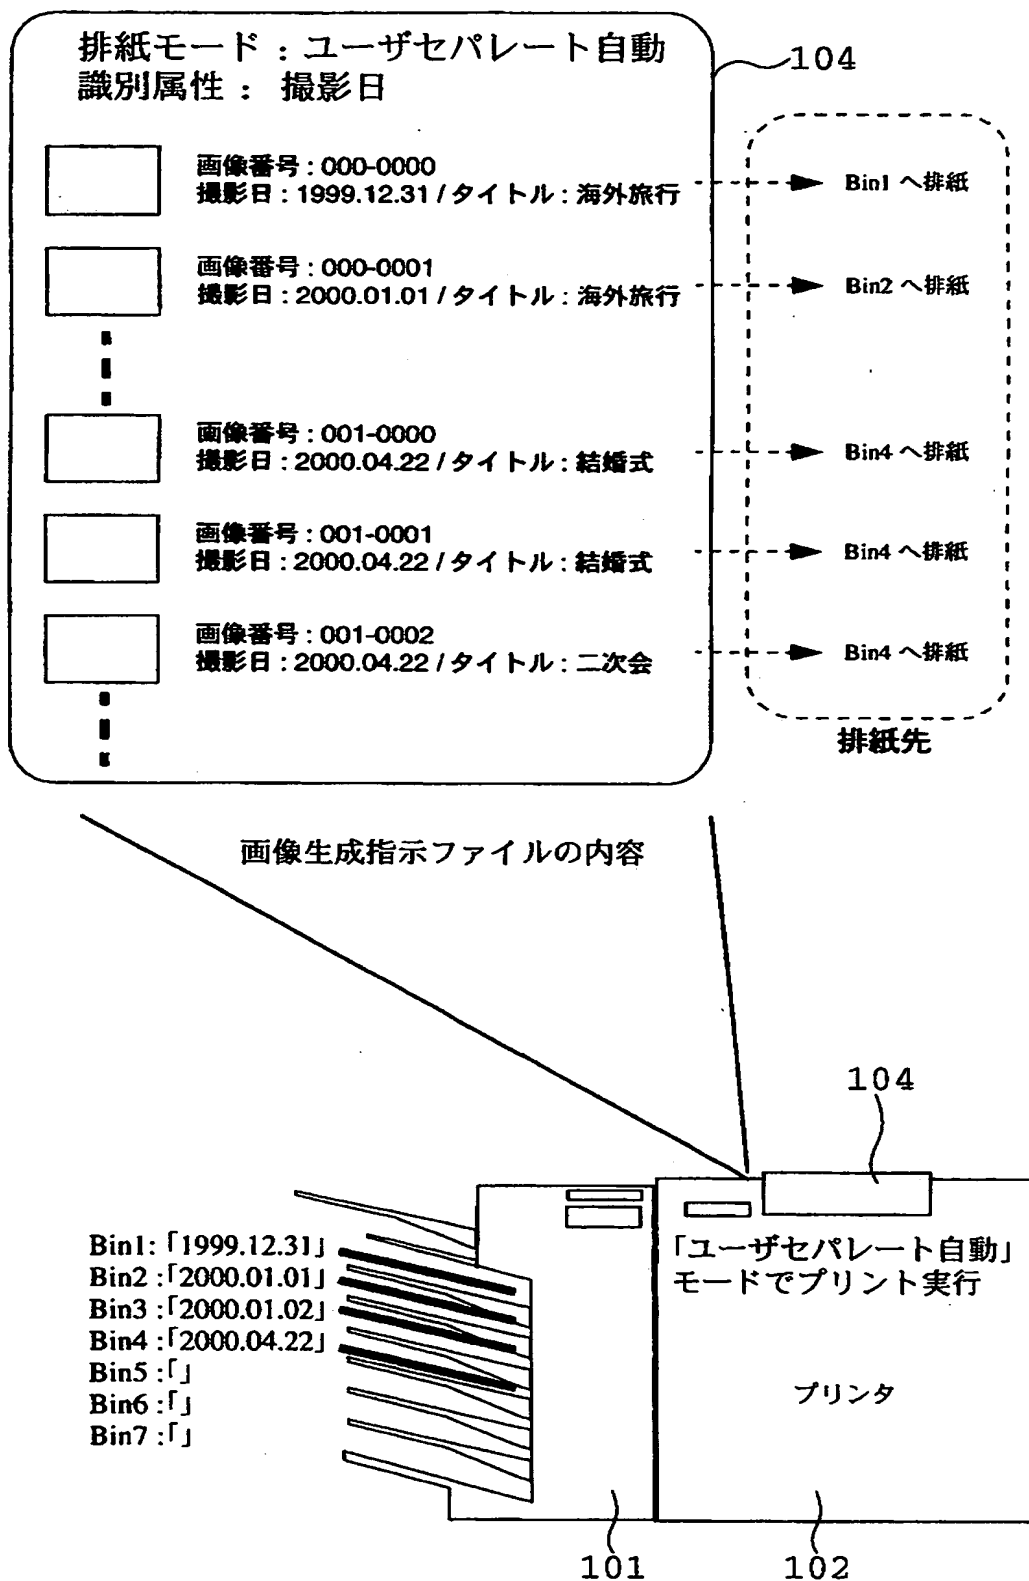 排紙モード：ユーザセパレート自動
識別属性： 撮影日
104
画像番号：000-0000
撮影日：1999.12.31 / タイトル：海外旅行
Bin1 へ排紙
画像番号：000-0001
撮影日：2000.01.01 / タイトル：海外旅行
Bin2 へ排紙
画像番号：001-0000
撮影日：2000.04.22 / タイトル：結婚式
Bin4 へ排紙
画像番号：001-0001
撮影日：2000.04.22 / タイトル：結婚式
Bin4 へ排紙
画像番号：001-0002
撮影日：2000.04.22 / タイトル：二次会
Bin4 へ排紙
排紙先
画像生成指示ファイルの内容
104
Bin1:「1999.12.31」
Bin2 :「2000.01.01」
Bin3 :「2000.01.02」
Bin4 :「2000.04.22」
Bin5 :「」
Bin6 :「」
Bin7 :「」
「ユーザセパレート自動」
モードでプリント実行
プリンタ
101
102